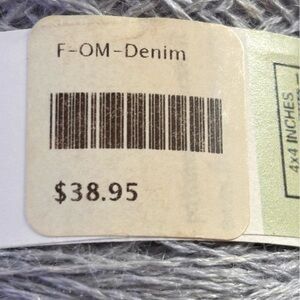 F-OM-Denim
$38.95
4x4 INCHES